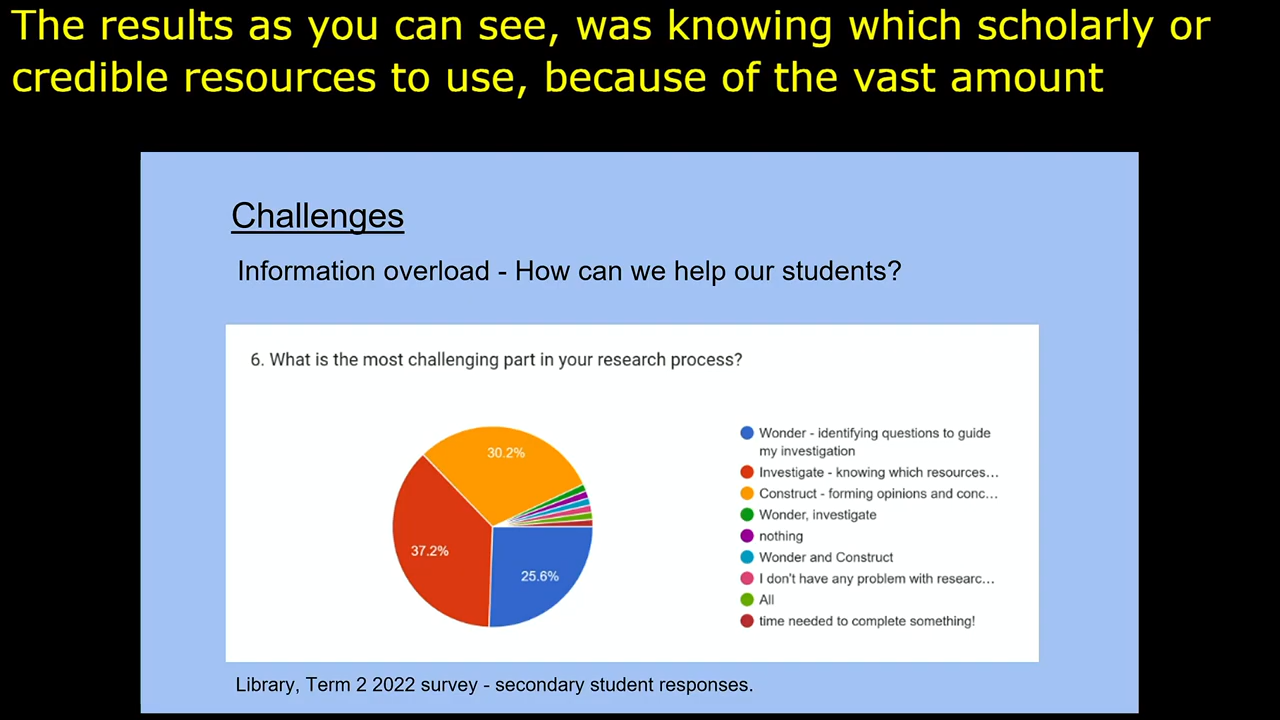 The results as you can see, was knowing which scholarly or
credible resources to use, because of the vast amount
Challenges
Information overload - How can we help our students?
6. What is the most challenging part in your research process?
30.2%
37.2%
25.6%
Wonder - identifying questions to guide
my investigation
Investigate - knowing which resources…
Construct - forming opinions and conc…
Wonder, investigate
nothing
Wonder and Construct
I don't have any problem with researc…
All
time needed to complete something!
Library, Term 2 2022 survey - secondary student responses.